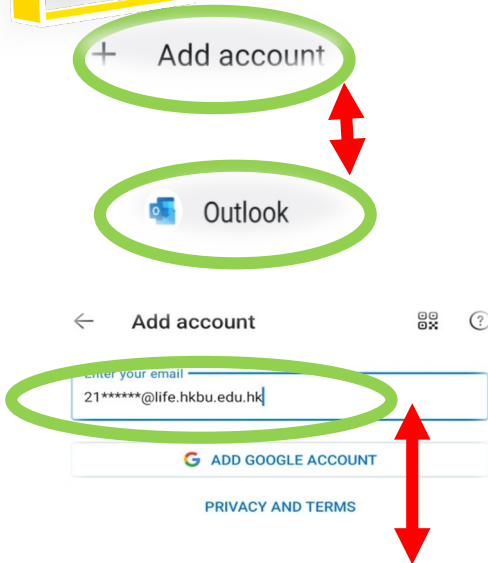 + Add account
Outlook
← Add account
Enter your email
21******@life.hkbu.edu.hk
ADD GOOGLE ACCOUNT
PRIVACY AND TERMS